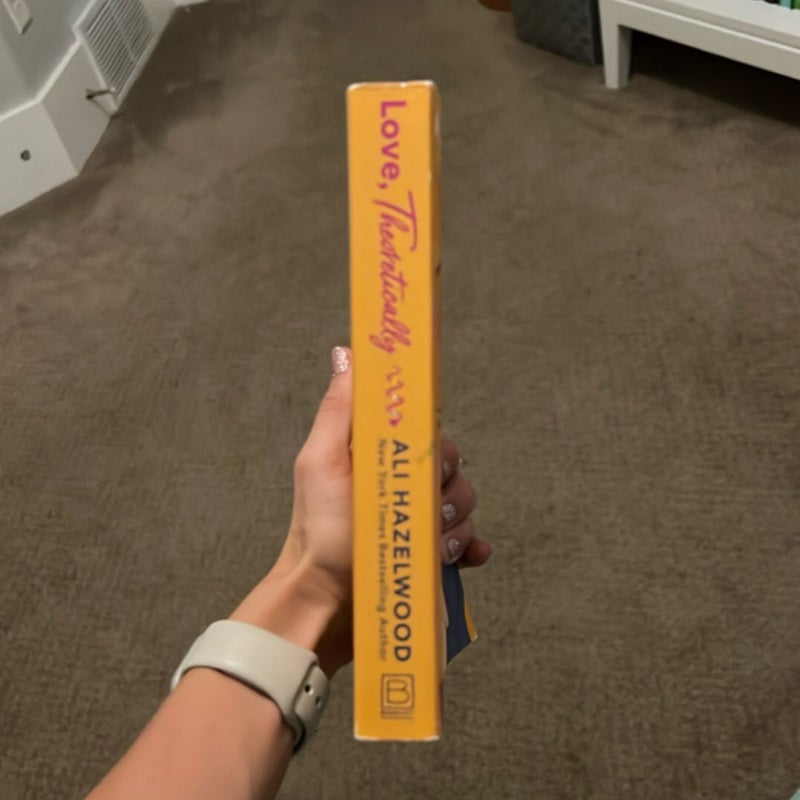 Love, Theoretically
ALI HAZELWOOD
New York Times Bestselling Author